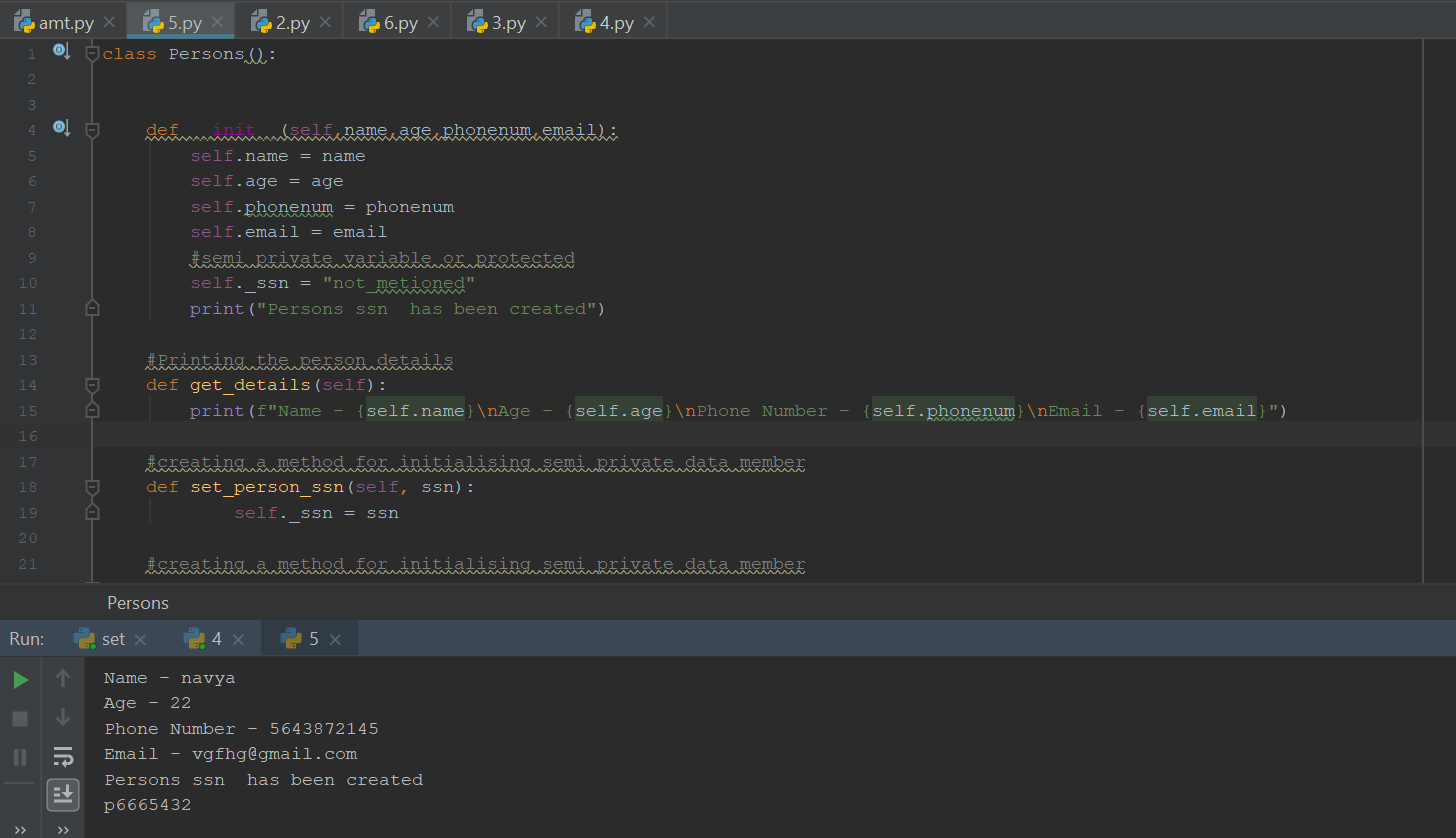 amt.py 5.py 2.py 6.py 3.py 4.py
1 class Persons():
2
3
4 def __init__(self,name,age,phonenum,email):
5 self.name = name
6 self.age = age
7 self.phonenum = phonenum
8 self.email = email
9 #semi private variable or protected
10 self._ssn = "not_metioned"
11 print("Persons ssn  has been created")
12
13 #Printing the person details
14 def get_details(self):
15 print(f"Name - {self.name}\nAge - {self.age}\nPhone Number - {self.phonenum}\nEmail - {self.email}")
16
17 #creating a method for initialising semi private data member
18 def set_person_ssn(self, ssn):
19 self._ssn = ssn
20
21 #creating a method for initialising semi private data member
Persons
Run: set 4 5
Name - navya
Age - 22
Phone Number - 5643872145
Email - vgfhg@gmail.com
Persons ssn  has been created
p6665432